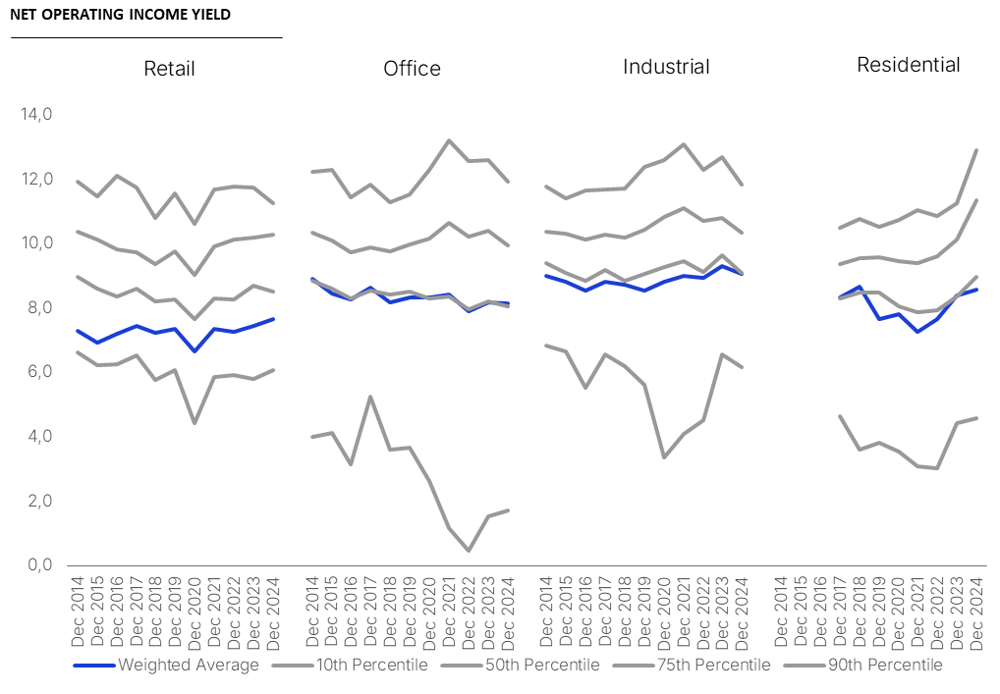 NET OPERATING INCOME YIELD
Retail Office Industrial Residential
14,0
12,0
10,0
8,0
6,0
4,0
2,0
0,0
Dec 2014
Dec 2015
Dec 2016
Dec 2017
Dec 2018
Dec 2019
Dec 2020
Dec 2021
Dec 2022
Dec 2023
Dec 2024
Dec 2014
Dec 2015
Dec 2016
Dec 2017
Dec 2018
Dec 2019
Dec 2020
Dec 2021
Dec 2022
Dec 2023
Dec 2024
Dec 2014
Dec 2015
Dec 2016
Dec 2017
Dec 2018
Dec 2019
Dec 2020
Dec 2021
Dec 2022
Dec 2023
Dec 2024
Dec 2014
Dec 2015
Dec 2016
Dec 2017
Dec 2018
Dec 2019
Dec 2020
Dec 2021
Dec 2022
Dec 2023
Dec 2024
Weighted Average 10th Percentile 50th Percentile 75th Percentile 90th Percentile